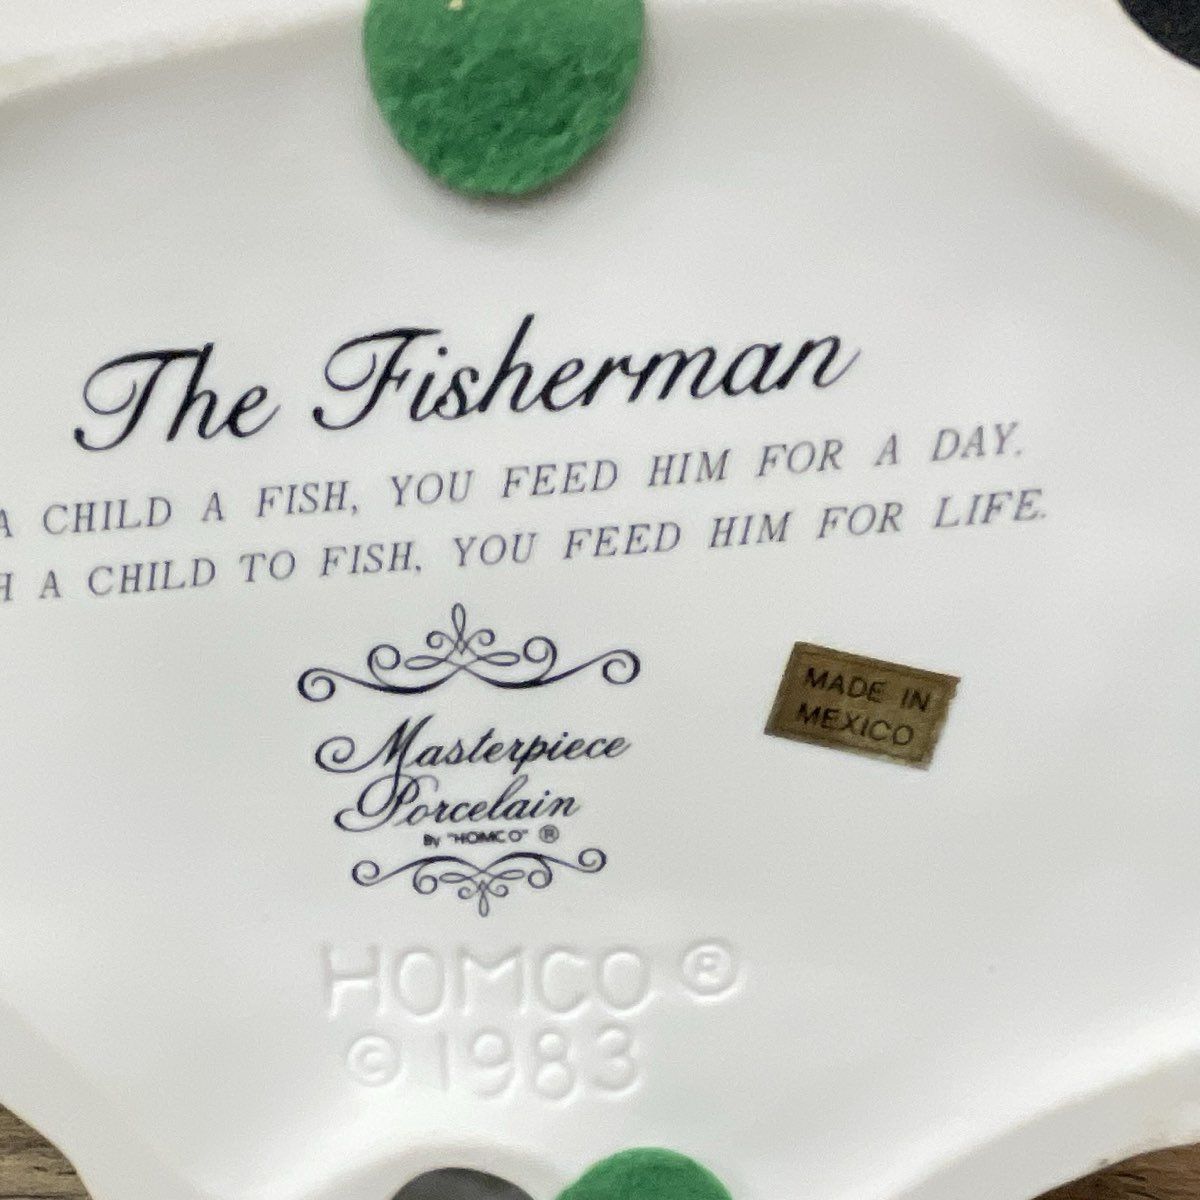 The Fisherman
A CHILD A FISH, YOU FEED HIM FOR A DAY.
H A CHILD TO FISH, YOU FEED HIM FOR LIFE.
Masterpiece
Porcelain
By "HOMCO" ®
MADE IN
MEXICO
HOMCO ®
© 1983